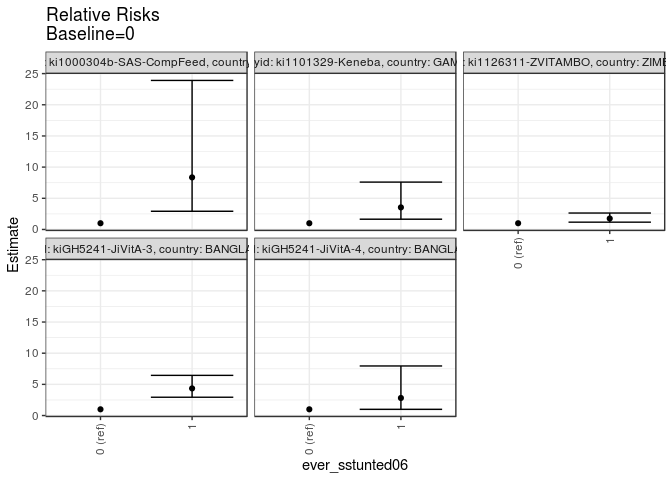 Relative Risks
Baseline=0
: ki1000304b-SAS-CompFeed, country
yid: ki1101329-Keneba, country: GAM
: ki1126311-ZVITAMBO, country: ZIMB
25
20
15
10
5
0
0 (ref)
1
l: kiGH5241-JiVitA-3, country: BANGLA
l: kiGH5241-JiVitA-4, country: BANGLA
25
20
15
10
5
0
0 (ref)
1
0 (ref)
1
Estimate
ever_sstunted06